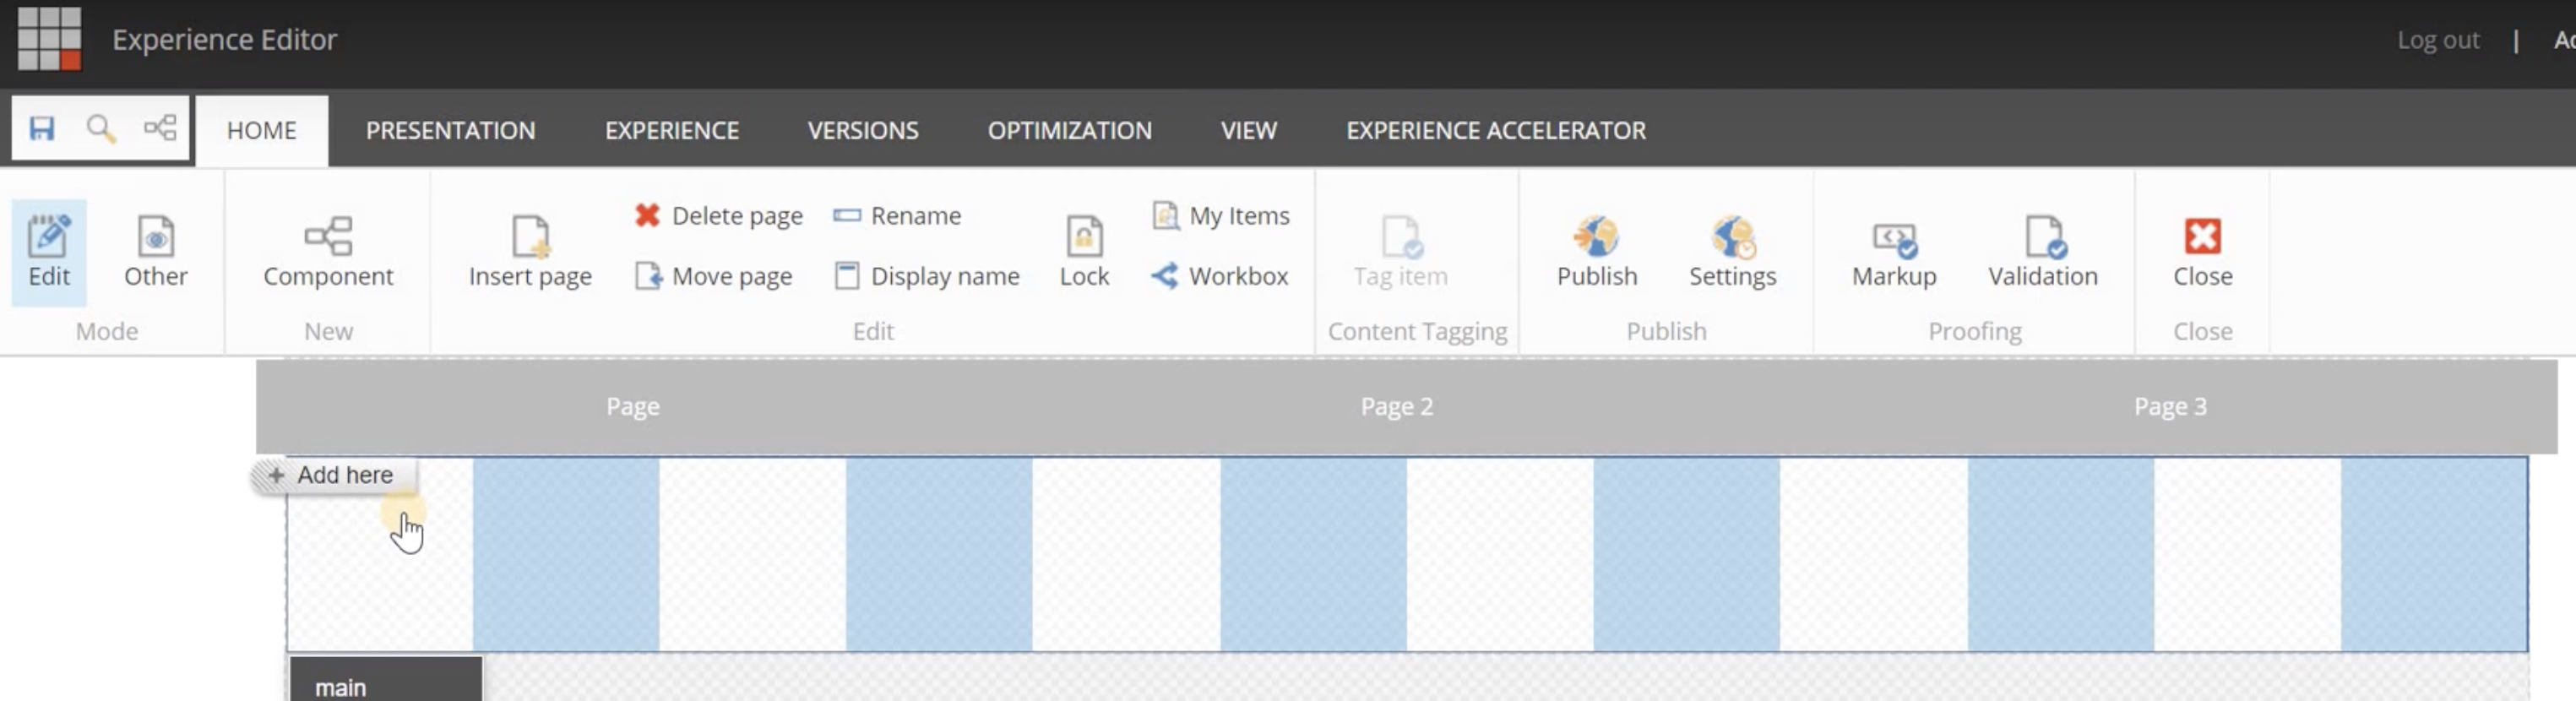 Experience Editor
Log out | Ac
HOME PRESENTATION EXPERIENCE VERSIONS OPTIMIZATION VIEW EXPERIENCE ACCELERATOR
Delete page Rename My Items
Edit Other Component Insert page Move page Display name Lock Workbox Tag item Publish Settings Markup Validation Close
Mode New Edit Content Tagging Publish Proofing Close
Page Page 2 Page 3
+ Add here
main